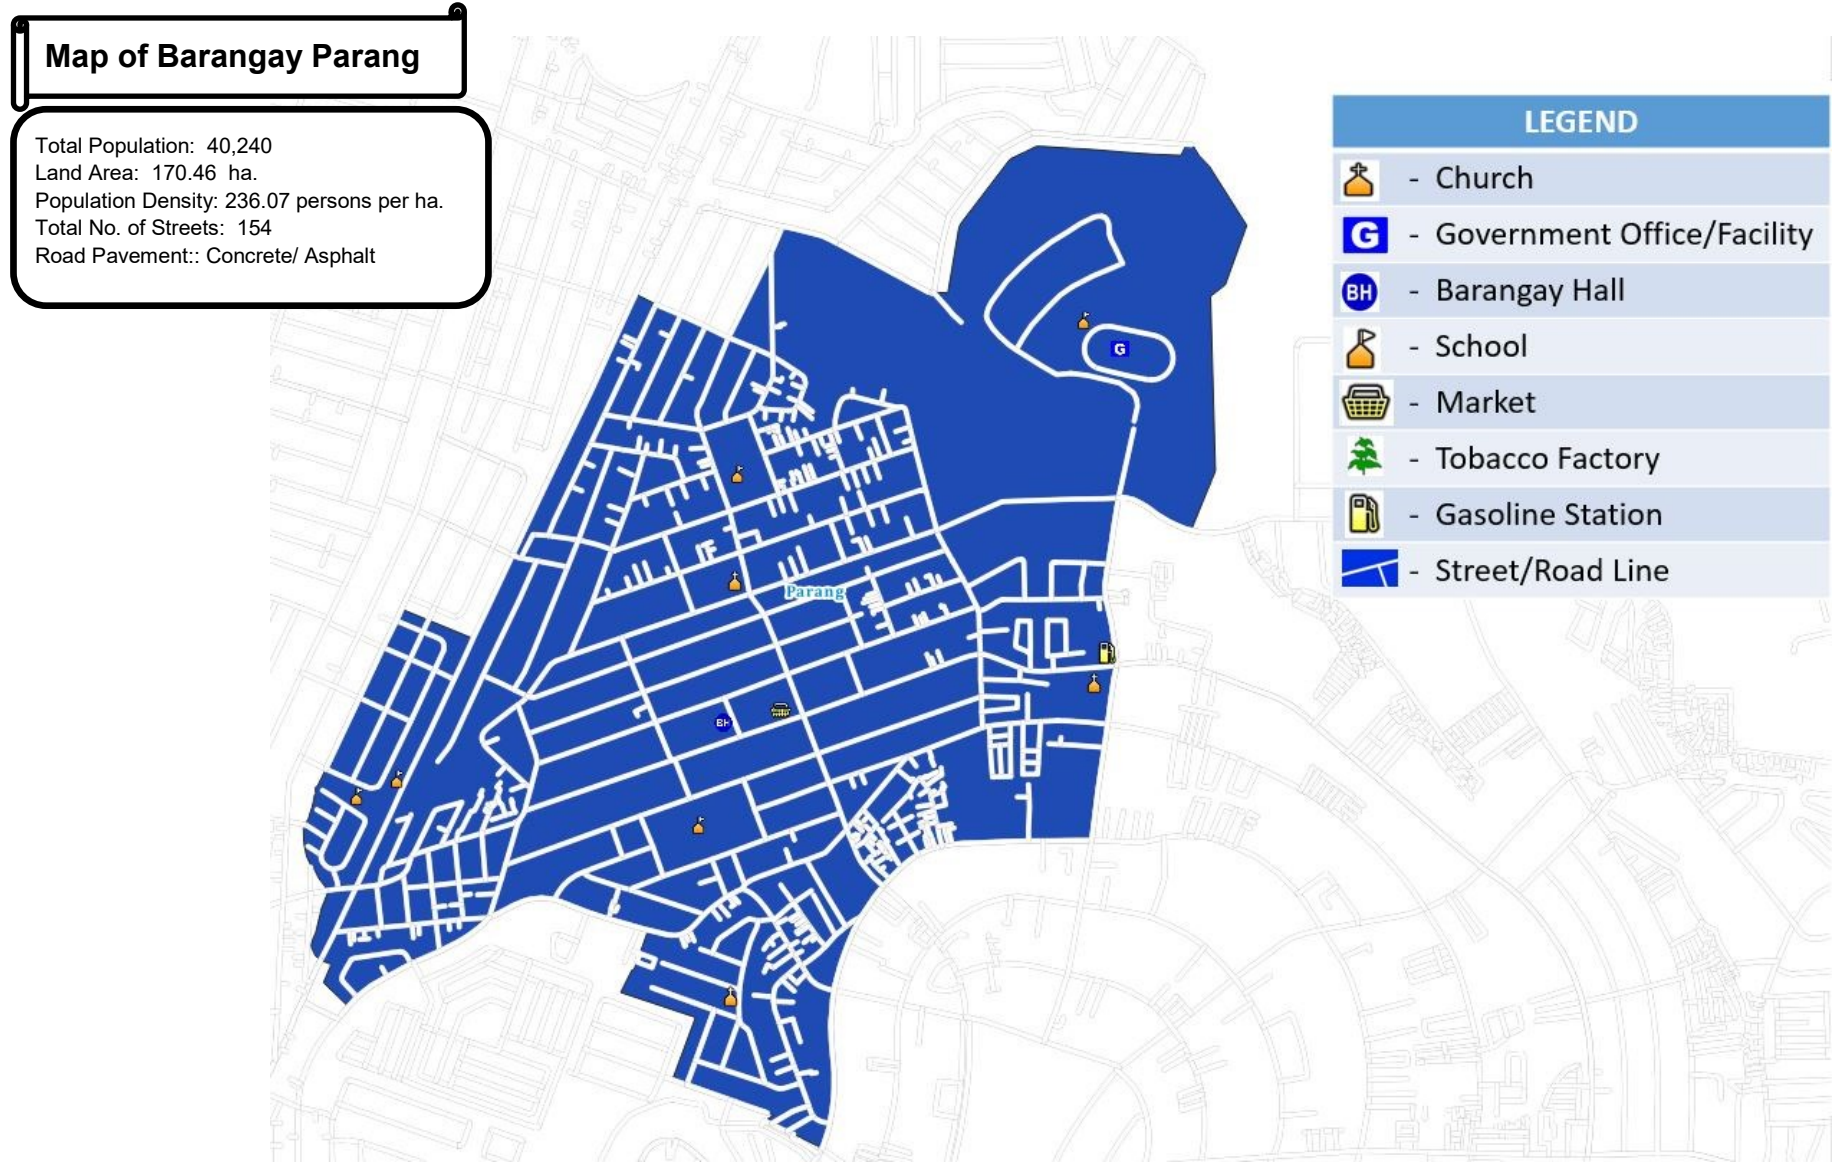 Map of Barangay Parang
Total Population: 40,240
Land Area: 170.46 ha.
Population Density: 236.07 persons per ha.
Total No. of Streets: 154
Road Pavement:: Concrete/ Asphalt
LEGEND
- Church
G - Government Office/Facility
BH - Barangay Hall
- School
- Market
- Tobacco Factory
- Gasoline Station
- Street/Road Line
G
Parang
BH